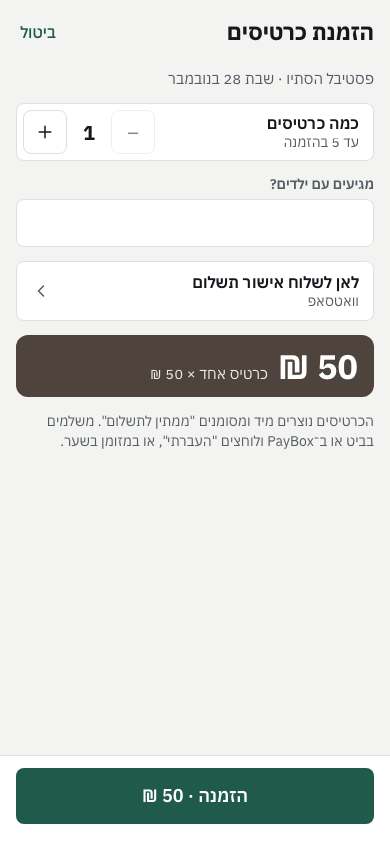 הזמנת כרטיסים
ביטול
פסטיבל הסתיו · שבת 28 בנובמבר
כמה כרטיסים
עד 5 בהזמנה
− 1 +
מגיעים עם ילדים?
לאן לשלוח אישור תשלום
וואטסאפ
50 ₪ כרטיס אחד × 50 ₪
הכרטיסים נוצרים מיד ומסומנים "ממתין לתשלום". משלמים
בביט או ב־PayBox ולוחצים "העברתי", או במזומן בשער.
הזמנה · 50 ₪